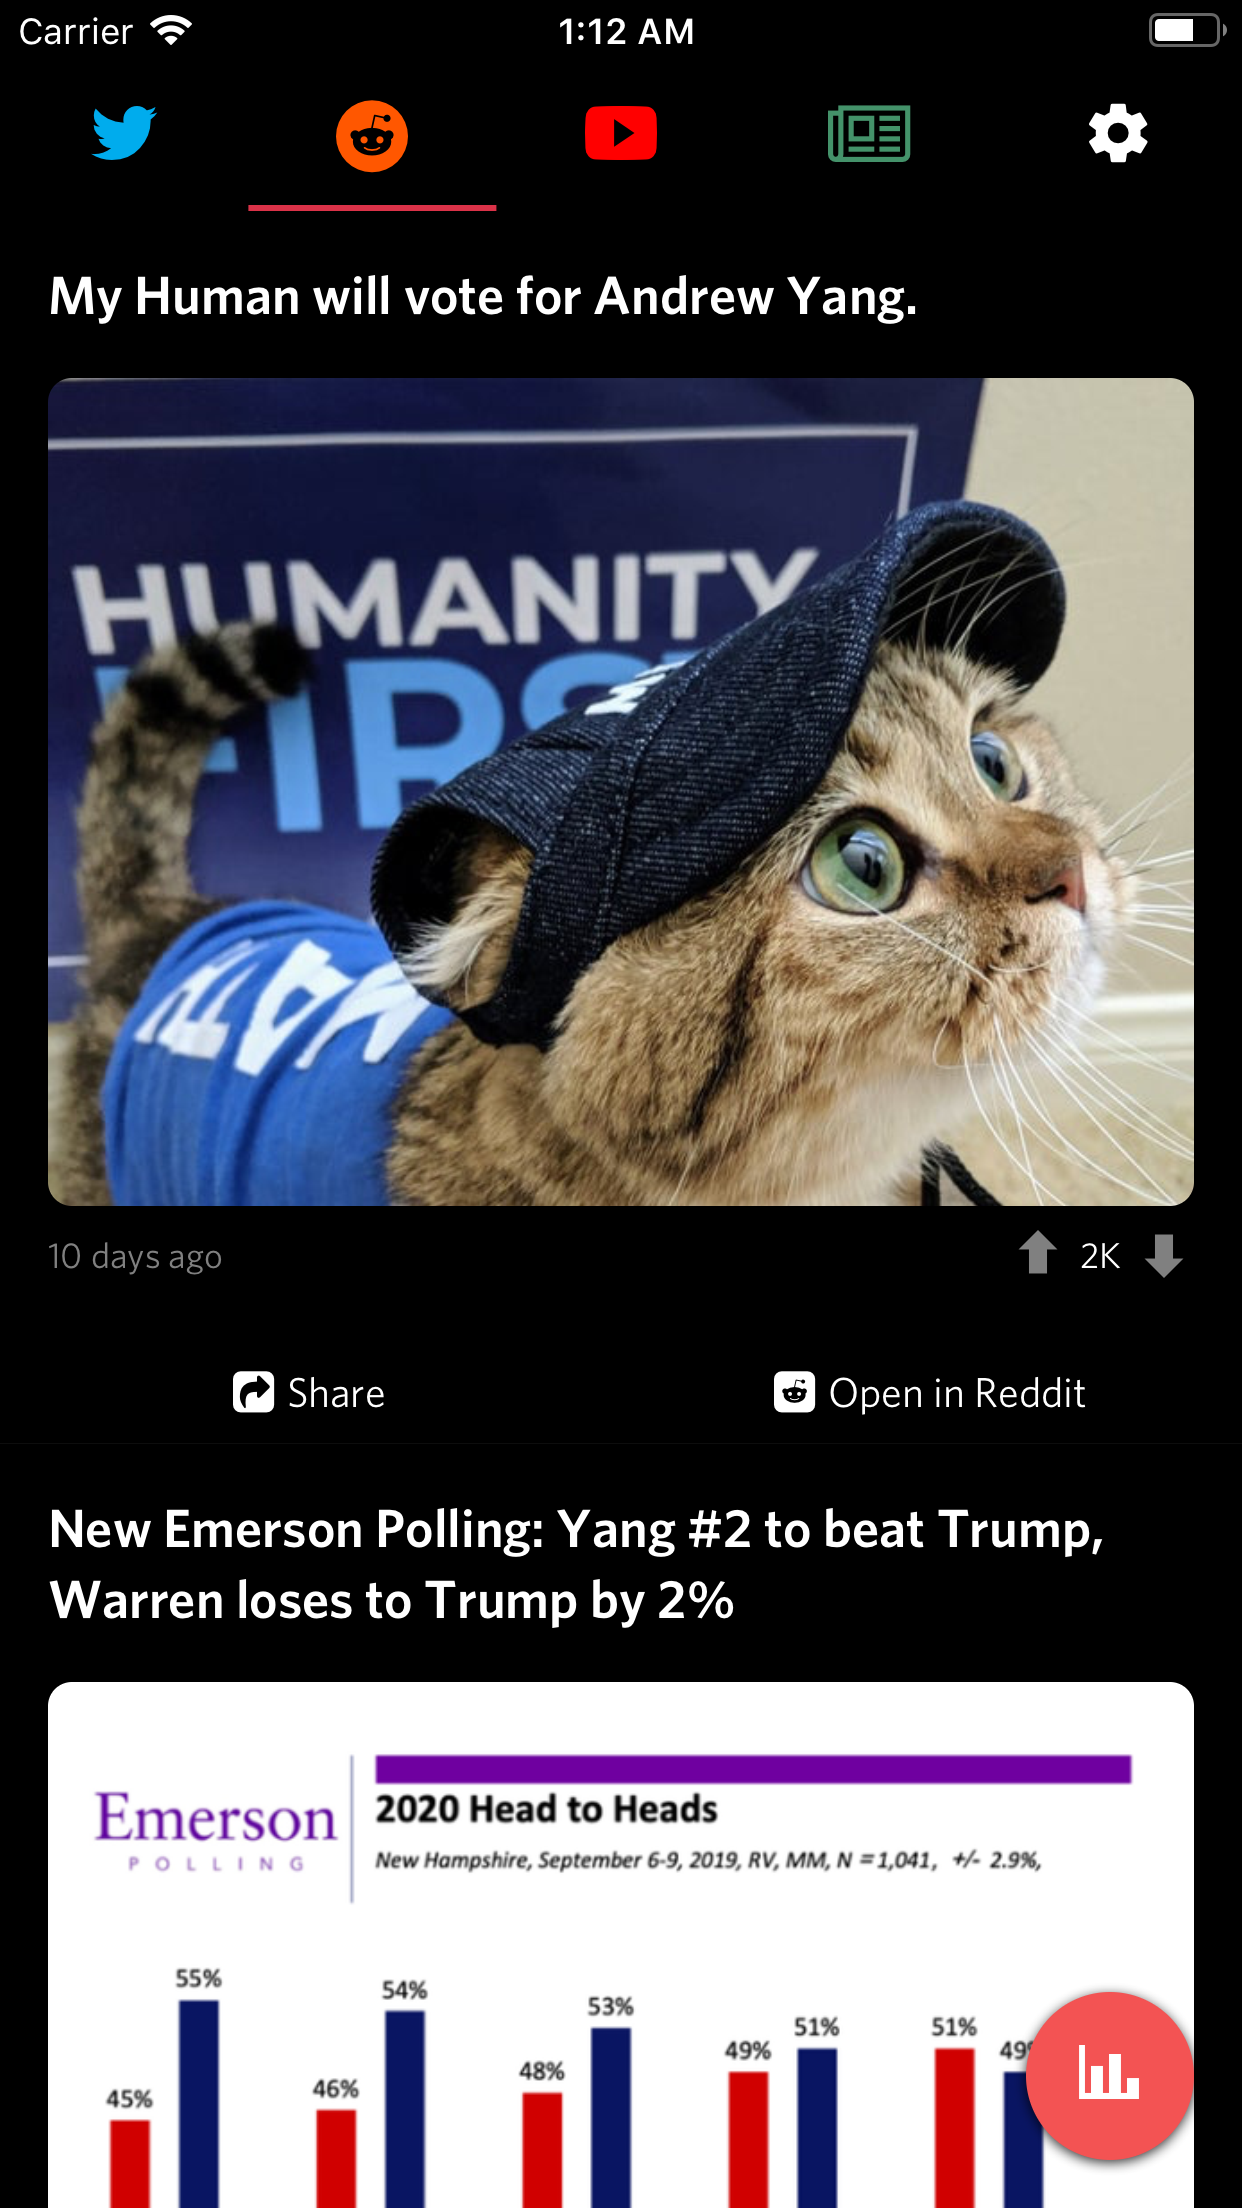 Carrier
1:12 AM
My Human will vote for Andrew Yang.
HUMANITY
MATH
10 days ago
2K
Share
Open in Reddit
New Emerson Polling: Yang #2 to beat Trump,
Warren loses to Trump by 2%
Emerson
POLLING
2020 Head to Heads
New Hampshire, September 6-9, 2019, RV, MM, N =1,041, +/- 2.9%,
45% 55% 46% 54% 48% 53% 49% 51% 51%